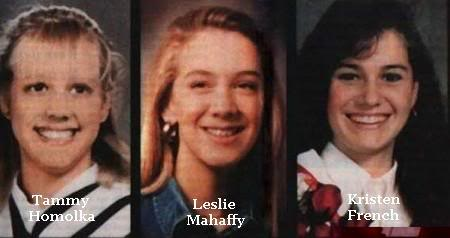 Tammy
Homolka
Leslie
Mahaffy
Kristen
French